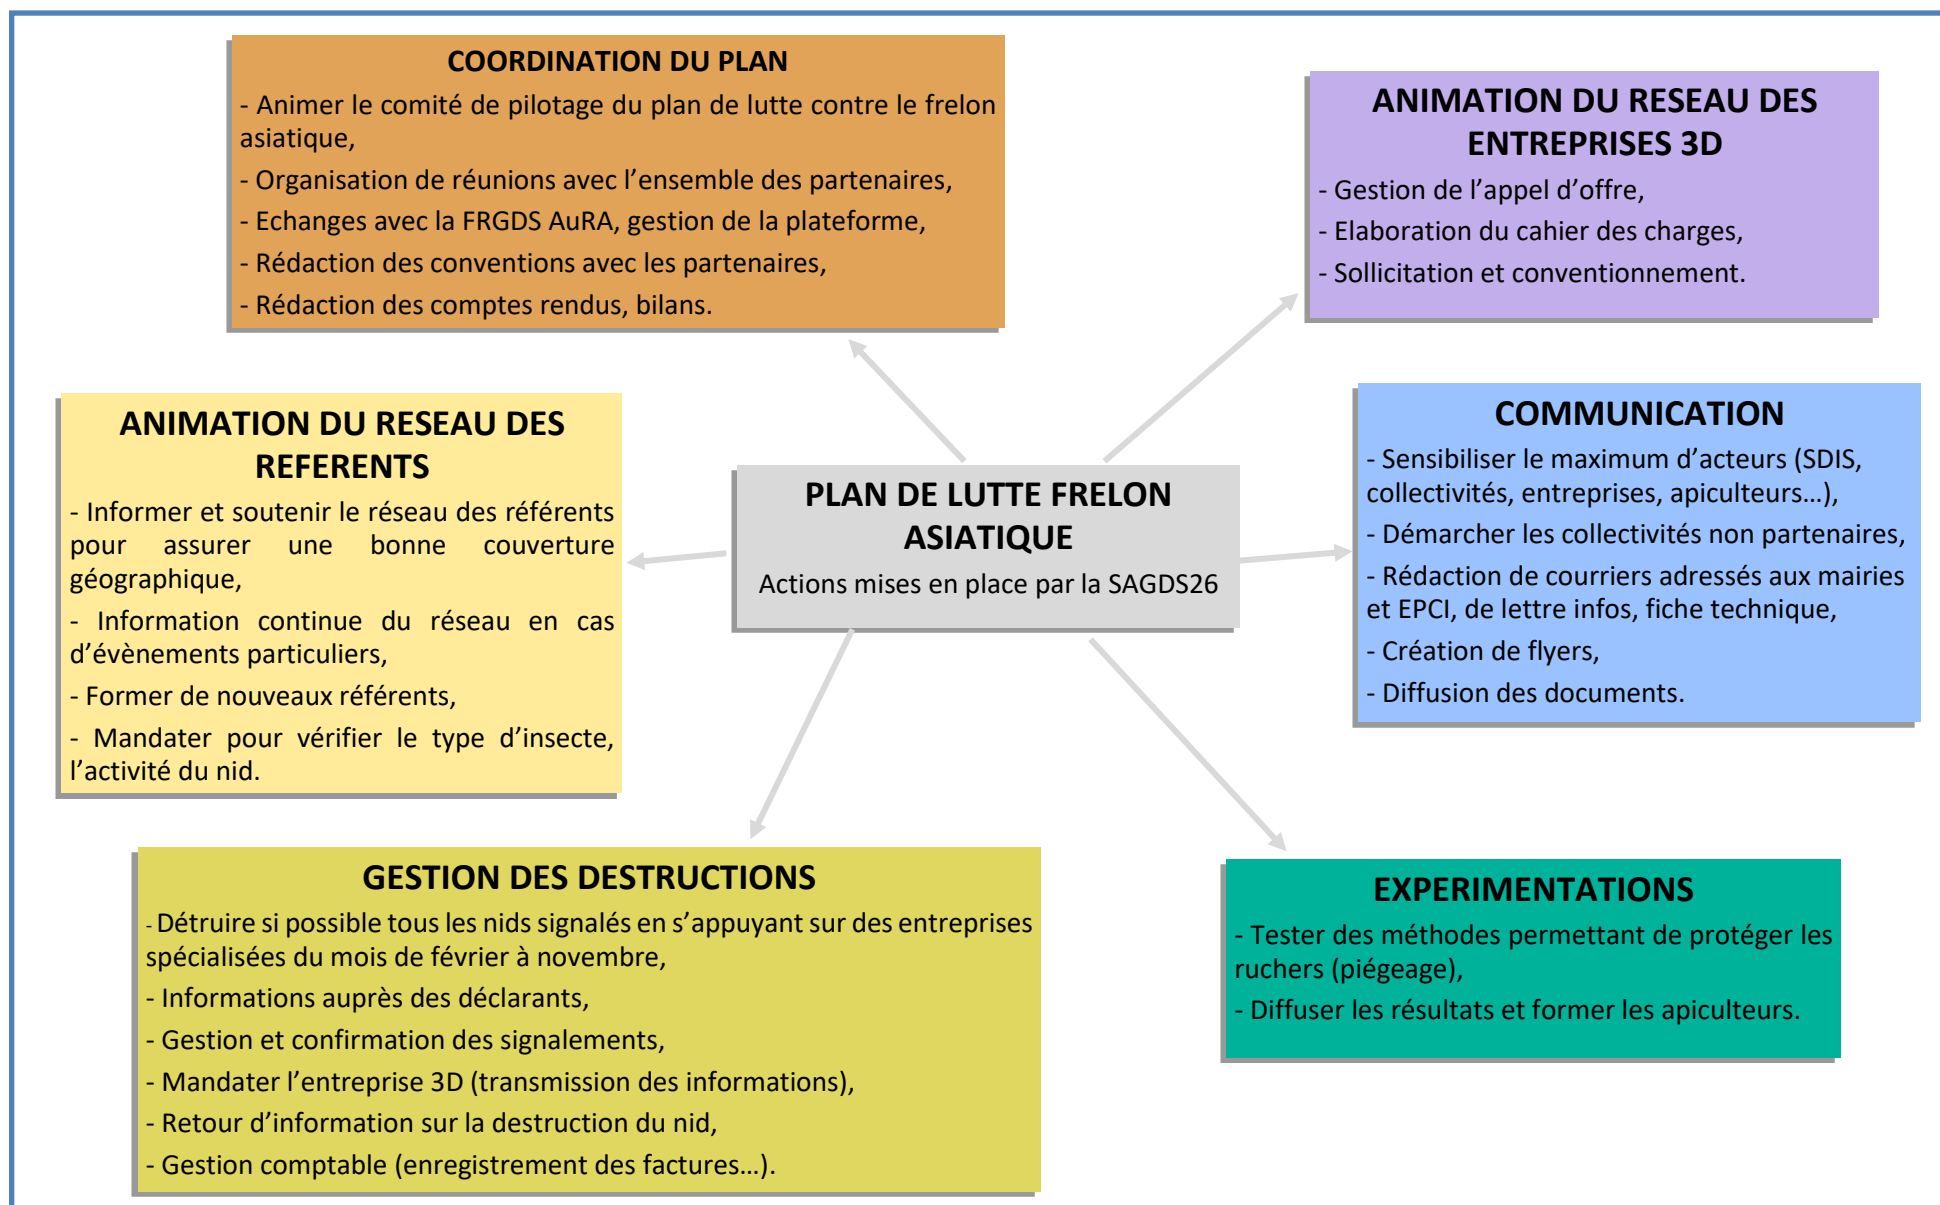 COORDINATION DU PLAN
- Animer le comité de pilotage du plan de lutte contre le frelon
asiatique,
- Organisation de réunions avec l’ensemble des partenaires,
- Echanges avec la FRGDS AuRA, gestion de la plateforme,
- Rédaction des conventions avec les partenaires,
- Rédaction des comptes rendus, bilans.
ANIMATION DU RESEAU DES
ENTREPRISES 3D
- Gestion de l’appel d’offre,
- Elaboration du cahier des charges,
- Sollicitation et conventionnement.
ANIMATION DU RESEAU DES
REFERENTS
- Informer et soutenir le réseau des référents
pour assurer une bonne couverture
géographique,
- Information continue du réseau en cas
d’évènements particuliers,
- Former de nouveaux référents,
- Mandater pour vérifier le type d’insecte,
l’activité du nid.
PLAN DE LUTTE FRELON
ASIATIQUE
Actions mises en place par la SAGDS26
COMMUNICATION
- Sensibiliser le maximum d’acteurs (SDIS,
collectivités, entreprises, apiculteurs…),
- Démarcher les collectivités non partenaires,
- Rédaction de courriers adressés aux mairies
et EPCI, de lettre infos, fiche technique,
- Création de flyers,
- Diffusion des documents.
GESTION DES DESTRUCTIONS
- Détruire si possible tous les nids signalés en s’appuyant sur des entreprises
spécialisées du mois de février à novembre,
- Informations auprès des déclarants,
- Gestion et confirmation des signalements,
- Mandater l’entreprise 3D (transmission des informations),
- Retour d’information sur la destruction du nid,
- Gestion comptable (enregistrement des factures…).
EXPERIMENTATIONS
- Tester des méthodes permettant de protéger les
ruchers (piégeage),
- Diffuser les résultats et former les apiculteurs.